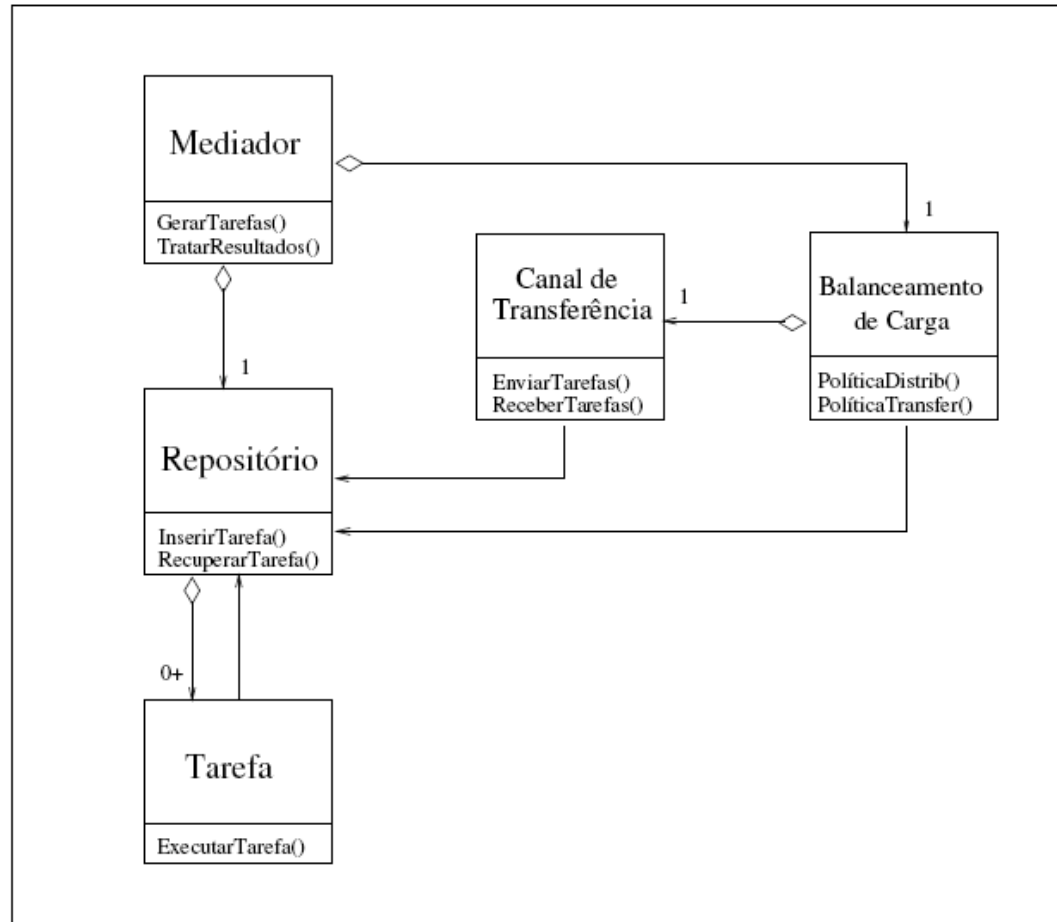 Mediador
GerarTarefas()
TratarResultados()
1
Canal de
Transferência
EnviarTarefas()
ReceberTarefas()
1
Balanceamento
de Carga
PolíticaDistrib()
PolíticaTransfer()
1
Repositório
InserirTarefa()
RecuperarTarefa()
0+
Tarefa
ExecutarTarefa()